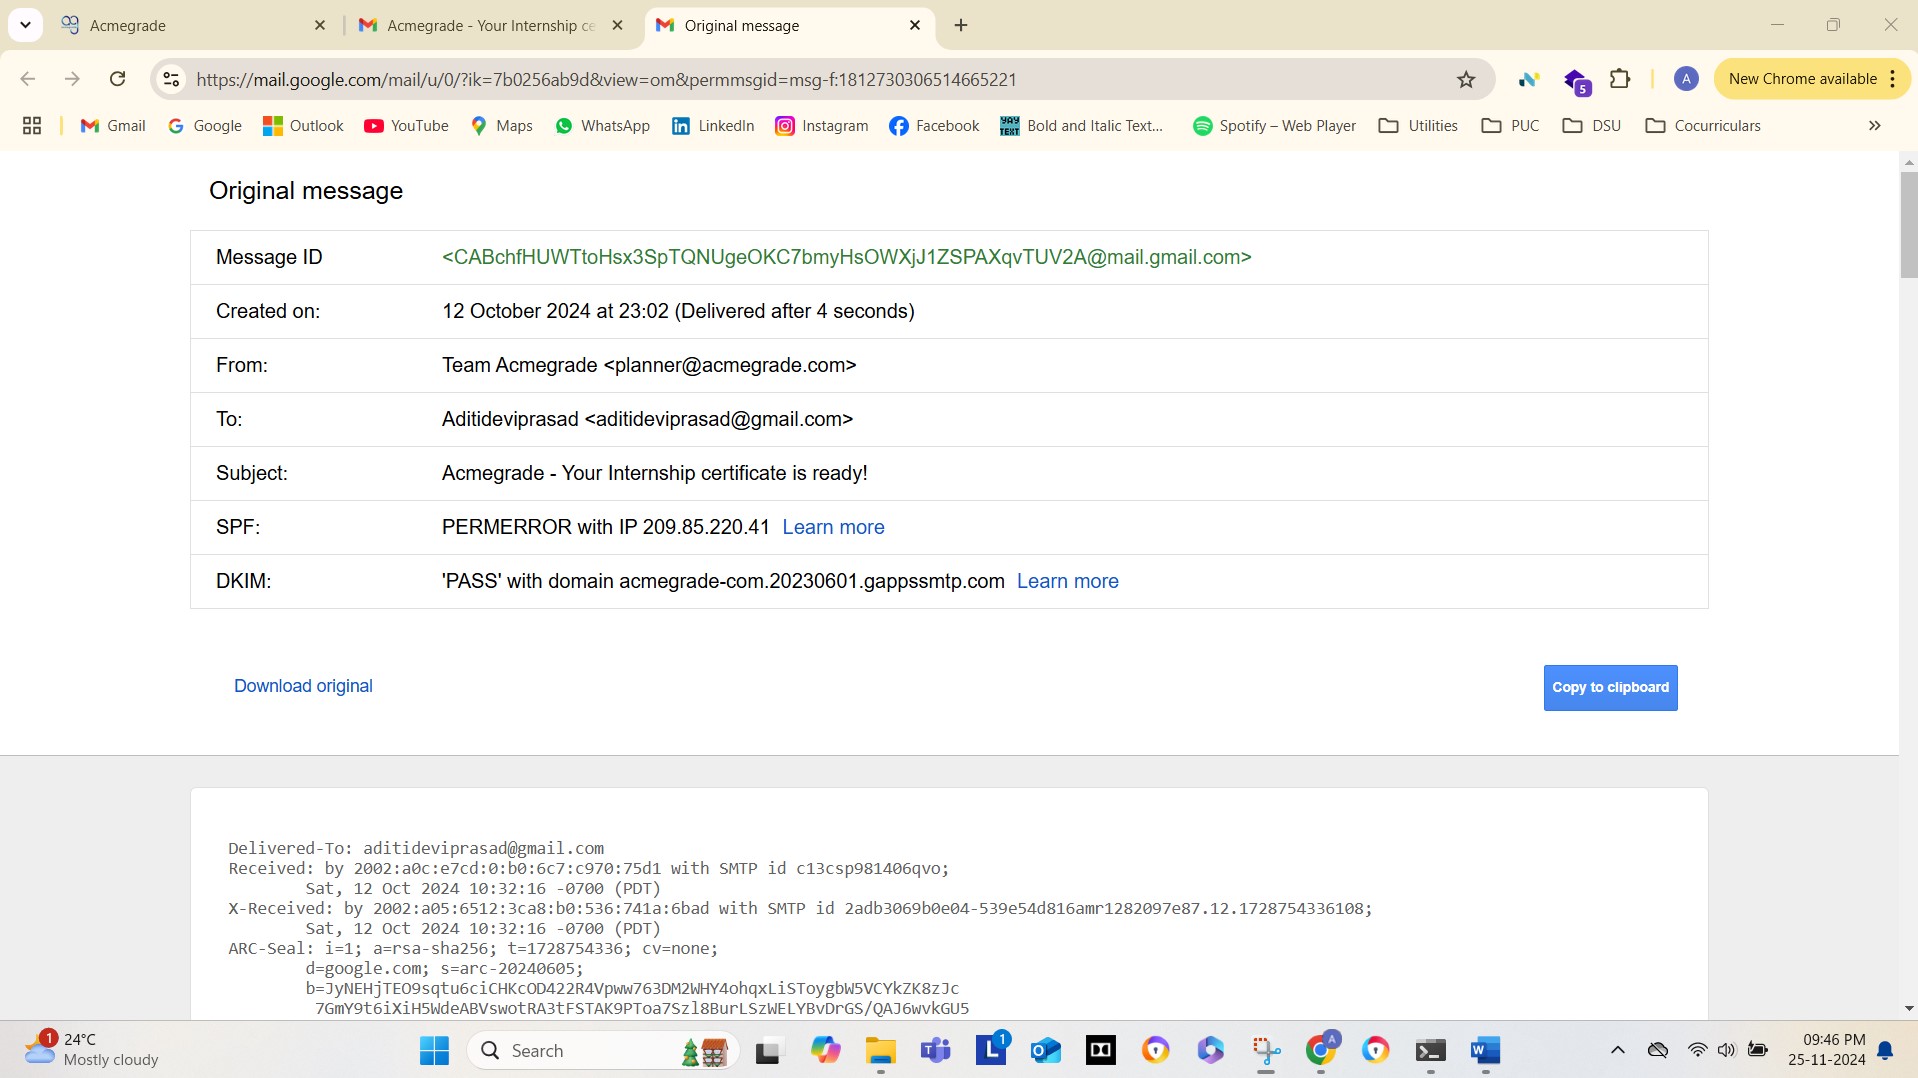 Acmegrade
Acmegrade - Your Internship ce
Original message
https://mail.google.com/mail/u/0/?ik=7b0256ab9d&view=om&permmsgid=msg-f:1812730306514665221
5
A
New Chrome available
Gmail
Google
Outlook
YouTube
Maps
WhatsApp
LinkedIn
Instagram
Facebook
YAY TEXT
Bold and Italic Text...
Spotify – Web Player
Utilities
PUC
DSU
Cocurriculars
Original message
Message ID <CABchfHUWTtoHsx3SpTQNUgeOKC7bmyHsOWXjJ1ZSPAXqvTUV2A@mail.gmail.com>
Created on: 12 October 2024 at 23:02 (Delivered after 4 seconds)
From: Team Acmegrade <planner@acmegrade.com>
To: Aditideviprasad <aditideviprasad@gmail.com>
Subject: Acmegrade - Your Internship certificate is ready!
SPF: PERMERROR with IP 209.85.220.41 Learn more
DKIM: 'PASS' with domain acmegrade-com.20230601.gappssmtp.com Learn more
Download original
Copy to clipboard
Delivered-To: aditideviprasad@gmail.com
Received: by 2002:a0c:e7cd:0:b0:6c7:c970:75d1 with SMTP id c13csp981406qvo;
Sat, 12 Oct 2024 10:32:16 -0700 (PDT)
X-Received: by 2002:a05:6512:3ca8:b0:536:741a:6bad with SMTP id 2adb3069b0e04-539e54d816amr1282097e87.12.1728754336108;
Sat, 12 Oct 2024 10:32:16 -0700 (PDT)
ARC-Seal: i=1; a=rsa-sha256; t=1728754336; cv=none;
d=google.com; s=arc-20240605;
b=JyNEHjTEO9sqtu6ciCHKcOD422R4Vpww763DM2WHY4ohqxLiSToygbW5VCYkZK8zJc
7GmY9t6iXiH5WdeABVswotRA3tFSTAK9PToa7Szl8BurLSzWELYBvDrGS/QAJ6wvkGU5
1
24°C
Mostly cloudy
Search
L
1
A
W
09:46 PM
25-11-2024